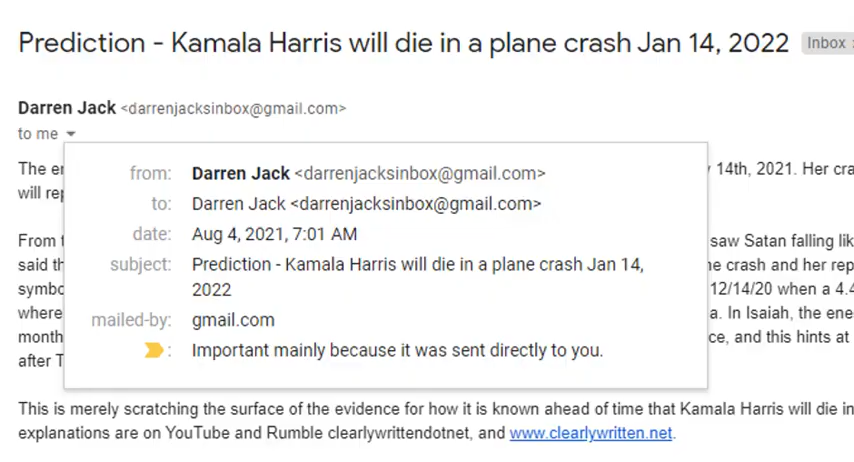 Prediction - Kamala Harris will die in a plane crash Jan 14, 2022 Inbox
Darren Jack <darrenjacksinbox@gmail.com>
to me
from: Darren Jack <darrenjacksinbox@gmail.com>
to: Darren Jack <darrenjacksinbox@gmail.com>
date: Aug 4, 2021, 7:01 AM
subject: Prediction - Kamala Harris will die in a plane crash Jan 14,
2022
mailed-by: gmail.com
: Important mainly because it was sent directly to you.
The 14th, 2021. Her
will
From saw Satan falling
said crash and her
12/14/20 when a
where In Isaiah, the
month and this hints at
after
This is merely scratching the surface of the evidence for how it is known ahead of time that Kamala Harris will die in
explanations are on YouTube and Rumble clearlywrittendotnet, and www.clearlywritten.net.